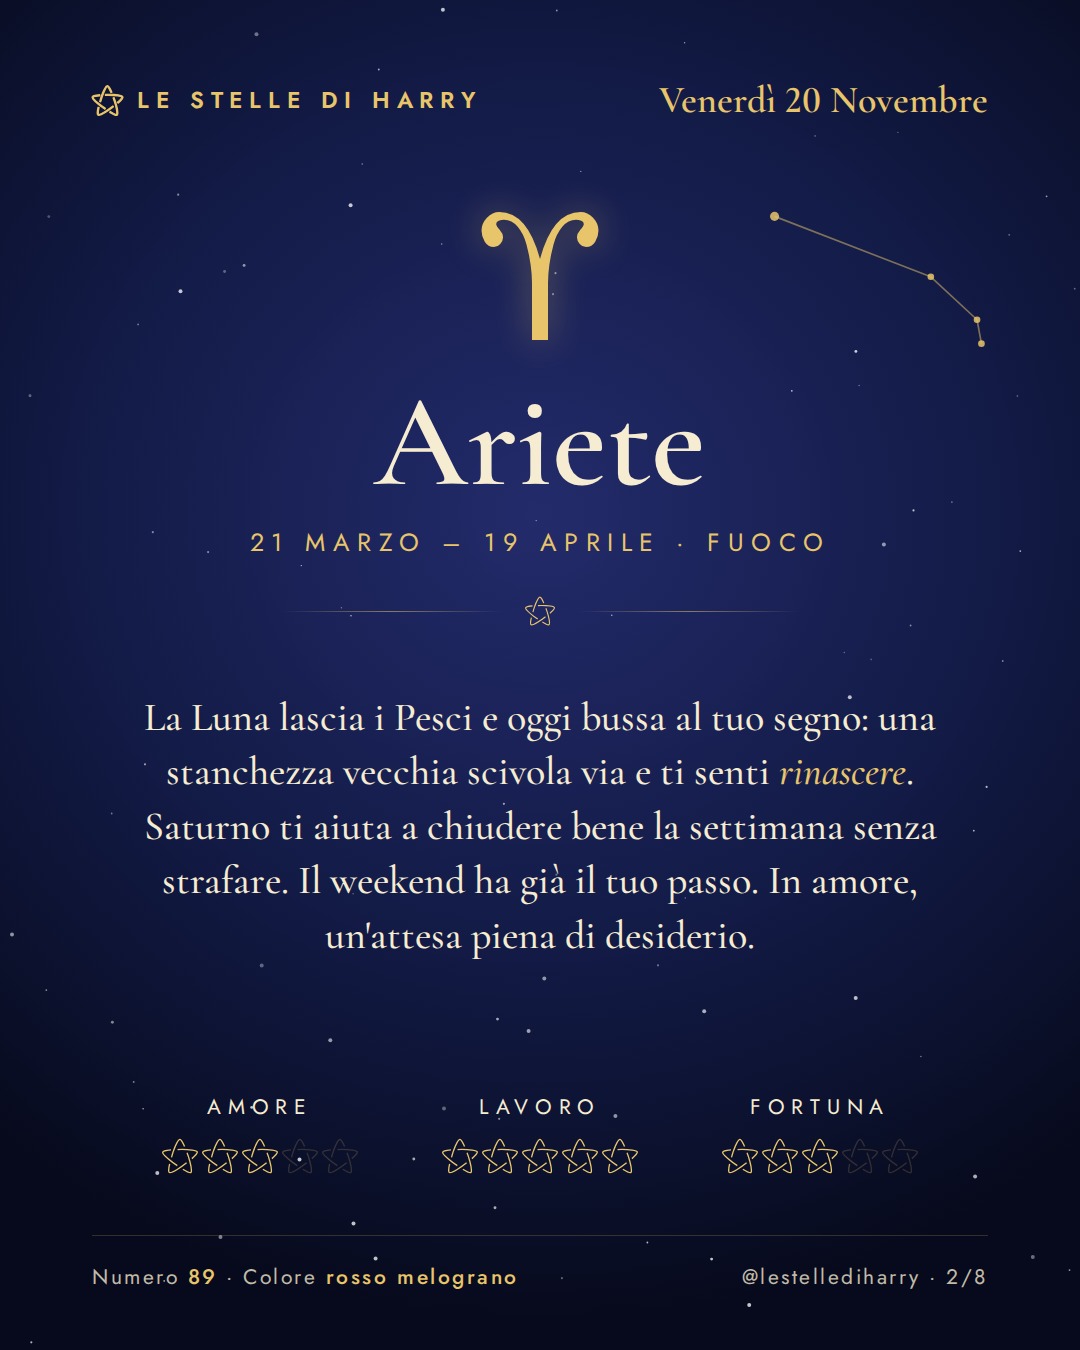 LE STELLE DI HARRY
Venerdì 20 Novembre
Ariete
21 MARZO – 19 APRILE · FUOCO
La Luna lascia i Pesci e oggi bussa al tuo segno: una
stanchezza vecchia scivola via e ti senti rinascere.
Saturno ti aiuta a chiudere bene la settimana senza
strafare. Il weekend ha già il tuo passo. In amore,
un'attesa piena di desiderio.
AMORE
LAVORO
FORTUNA
Numero 89 · Colore rosso melograno
@lestellediharry · 2/8